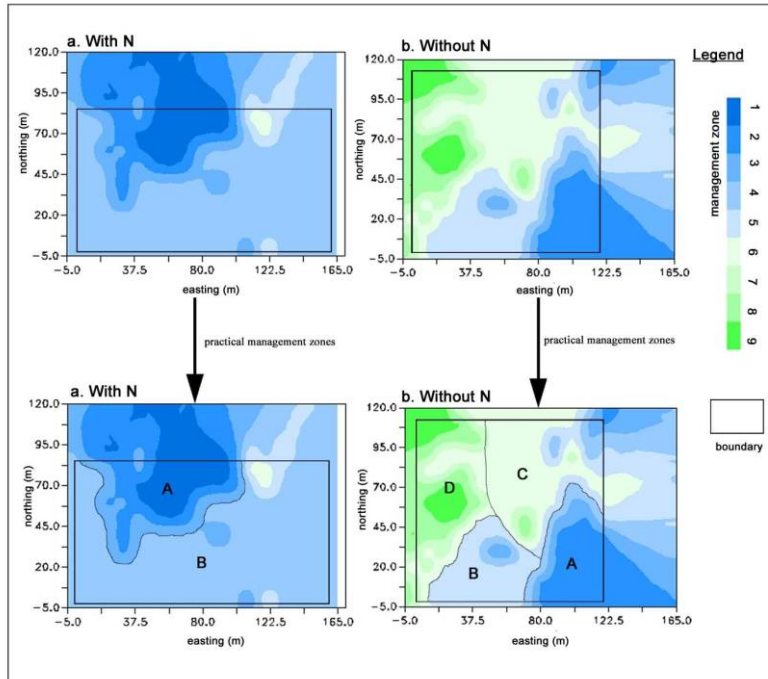 a. With N
120.0
95.0
70.0
45.0
20.0
−5.0
northing (m)
−5.0 37.5 80.0 122.5 165.0
easting (m)
b. Without N
120.0
95.0
70.0
45.0
20.0
−5.0
northing (m)
−5.0 37.5 80.0 122.5 165.0
easting (m)
Legend
management zone
1
2
3
4
5
6
7
8
9
boundary
practical management zones
practical management zones
a. With N
120.0
95.0
70.0
45.0
20.0
−5.0
northing (m)
A
B
−5.0 37.5 80.0 122.5 165.0
easting (m)
b. Without N
120.0
95.0
70.0
45.0
20.0
−5.0
northing (m)
C
D
B
A
−5.0 37.5 80.0 122.5 165.0
easting (m)